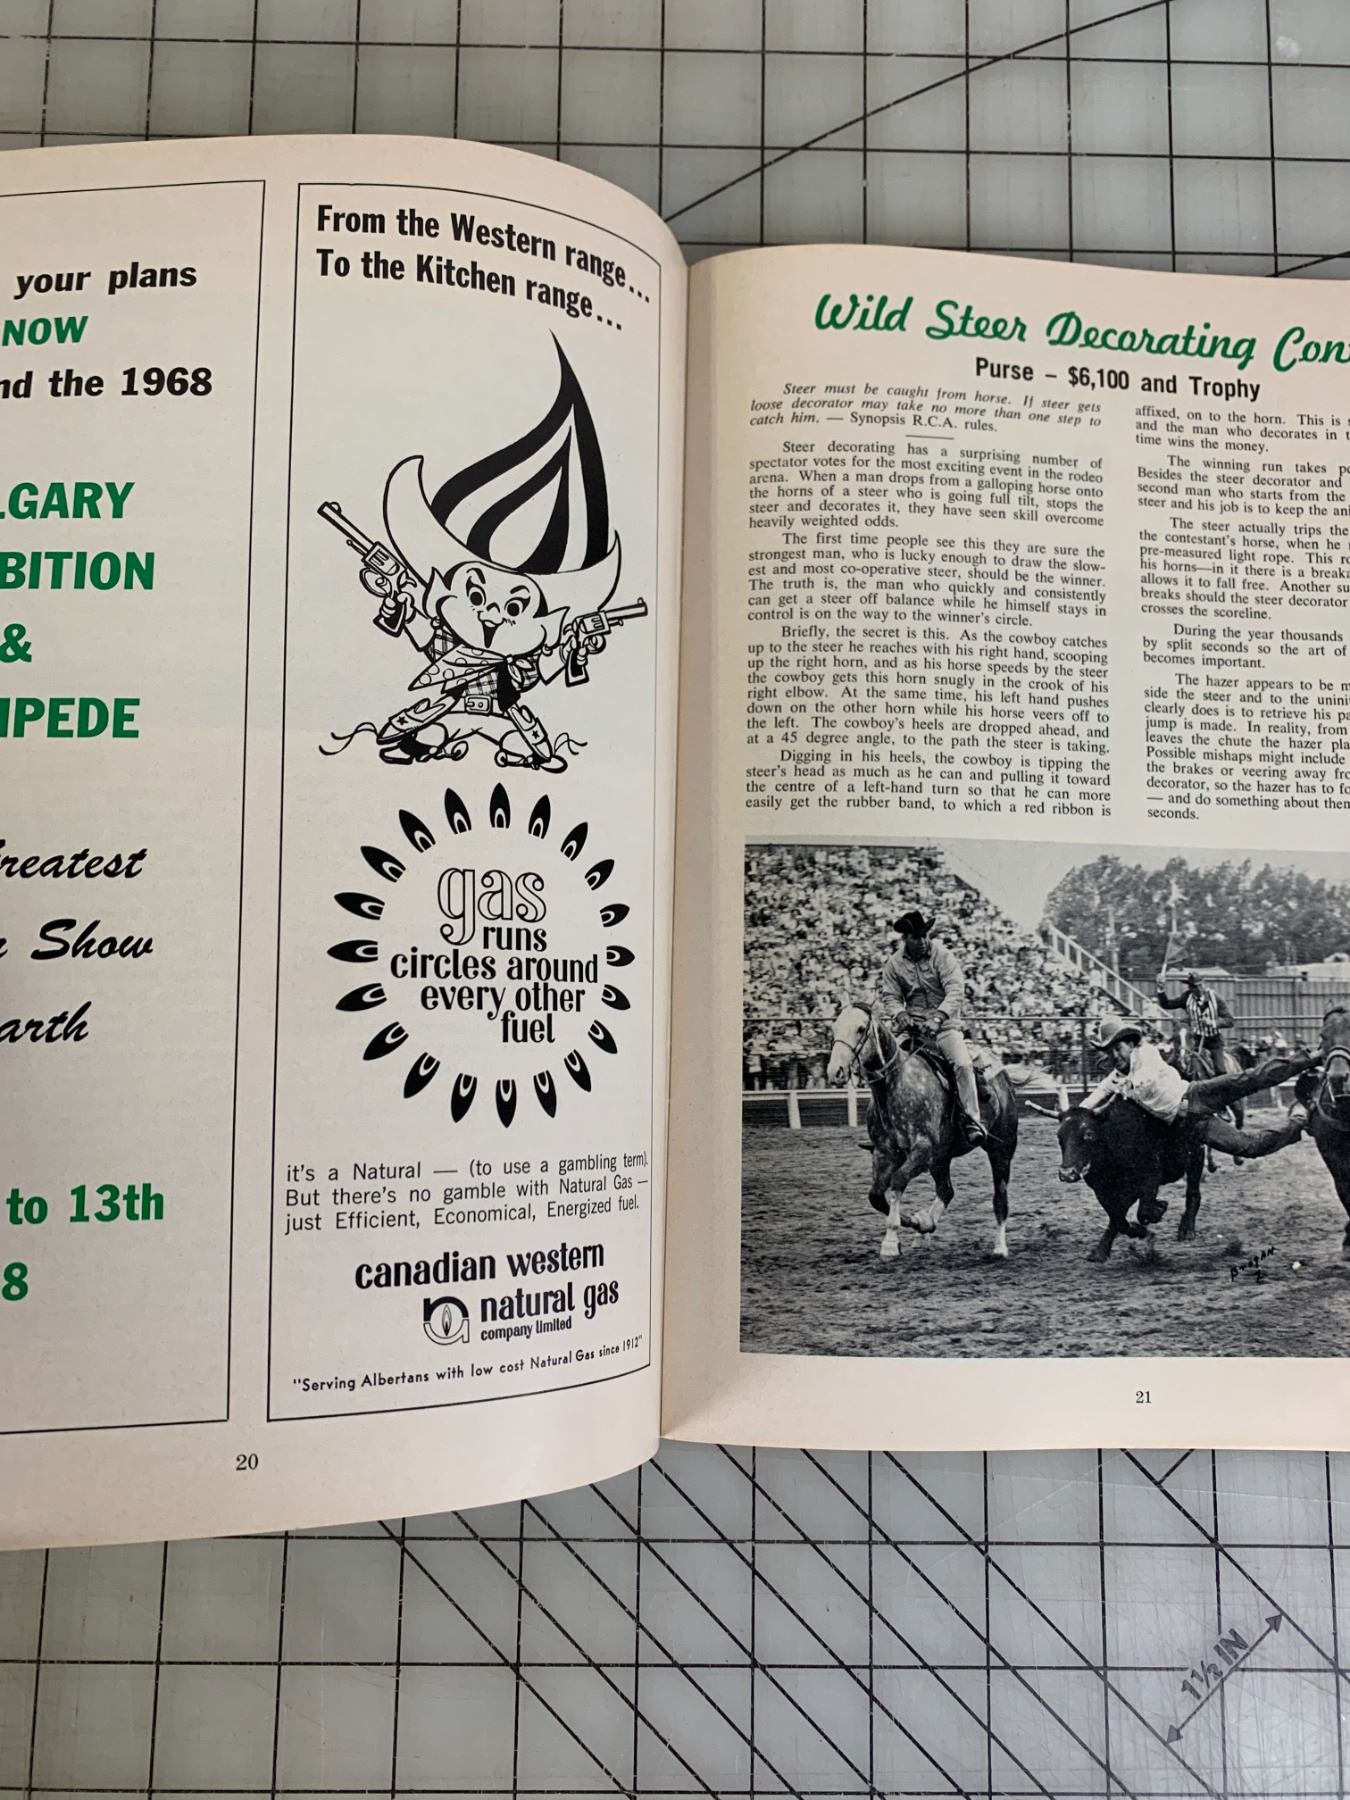 your plans
NOW
the 1968
&
Show
to 13th
8
20
From the Western range...
To the Kitchen range...
gas
runs
circles around
every other
fuel
it's a Natural — (to use a gambling term).
But there's no gamble with Natural Gas —
just Efficient, Economical, Energized fuel.
canadian western
natural gas
company limited
"Serving Albertans with low cost Natural Gas since 1912"
Wild Steer Decorating
Purse – $6,100 and Trophy
Steer must be caught from horse. If steer gets
loose decorator may take no more than one step to
catch him. — Synopsis R.C.A. rules.
Steer decorating has a surprising number of
spectator votes for the most exciting event in the rodeo
arena. When a man drops from a galloping horse onto
the horns of a steer who is going full tilt, stops the
steer and decorates it, they have seen skill overcome
heavily weighted odds.
The first time people see this they are sure the
strongest man, who is lucky enough to draw the slow-
est and most co-operative steer, should be the winner.
The truth is, the man who quickly and consistently
can get a steer off balance while he himself stays in
control is on the way to the winner's circle.
Briefly, the secret is this. As the cowboy catches
up to the steer he reaches with his right hand, scooping
up the right horn, and as his horse speeds by the steer
the cowboy gets this horn snugly in the crook of his
right elbow. At the same time, his left hand pushes
down on the other horn while his horse veers off to
the left. The cowboy's heels are dropped ahead, and
at a 45 degree angle, to the path the steer is taking.
Digging in his heels, the cowboy is tipping the
steer's head as much as he can and pulling it toward
the centre of a left-hand turn so that he can more
easily get the rubber band, to which a red ribbon is
affixed, on to the horn. This is
and the man who decorates in
time wins the money.
The winning run takes
Besides the steer decorator and
second man who starts from the
steer and his job is to keep the
The steer actually trips the
the contestant's horse, when he
pre-measured light rope. This
his horns—in it there is a
allows it to fall free. Another
breaks should the steer decorator
crosses the scoreline.
During the year thousands
by split seconds so the art of
becomes important.
The hazer appears to be
side the steer and to the
clearly does is to retrieve his
jump is made. In reality, from
leaves the chute the hazer
Possible mishaps might include
the brakes or veering away
decorator, so the hazer has to
— and do something about
seconds.
21
1½ IN